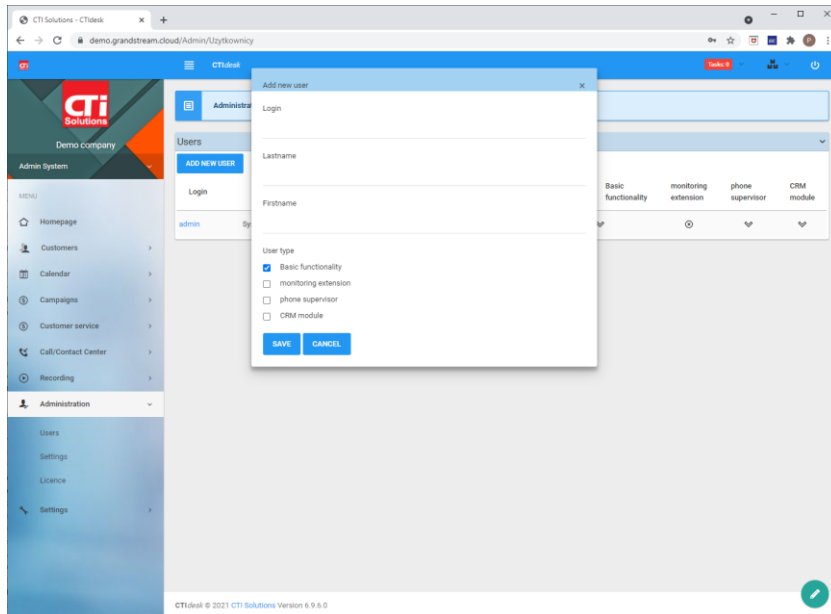 CTI Solutions - CTIdesk
demo.grandstream.cloud/Admin/Uzytkownicy
P
CTi
CTIdesk
Tasks: 0
CTi
Solutions
Demo company
Admin System
MENU
Homepage
Customers
Calendar
Campaigns
Customer service
Call/Contact Center
Recording
Administration
Users
Settings
Licence
Settings
Administra
Users
ADD NEW USER
Login
Basic functionality
monitoring extension
phone supervisor
CRM module
admin
Sy
Add new user
Login
Lastname
Firstname
User type
Basic functionality
monitoring extension
phone supervisor
CRM module
SAVE
CANCEL
CTIdesk © 2021 CTI Solutions Version 6.9.6.0